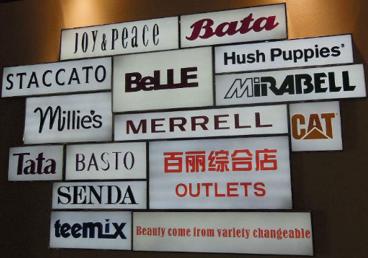 JOY&PEACE
Bata
STACCATO
BeLLE
Hush Puppies®
MiRABELL
Millie's
MERRELL
CAT
Tata
BASTO
百丽综合店
OUTLETS
SENDA
teemix
Beauty come from variety changeable